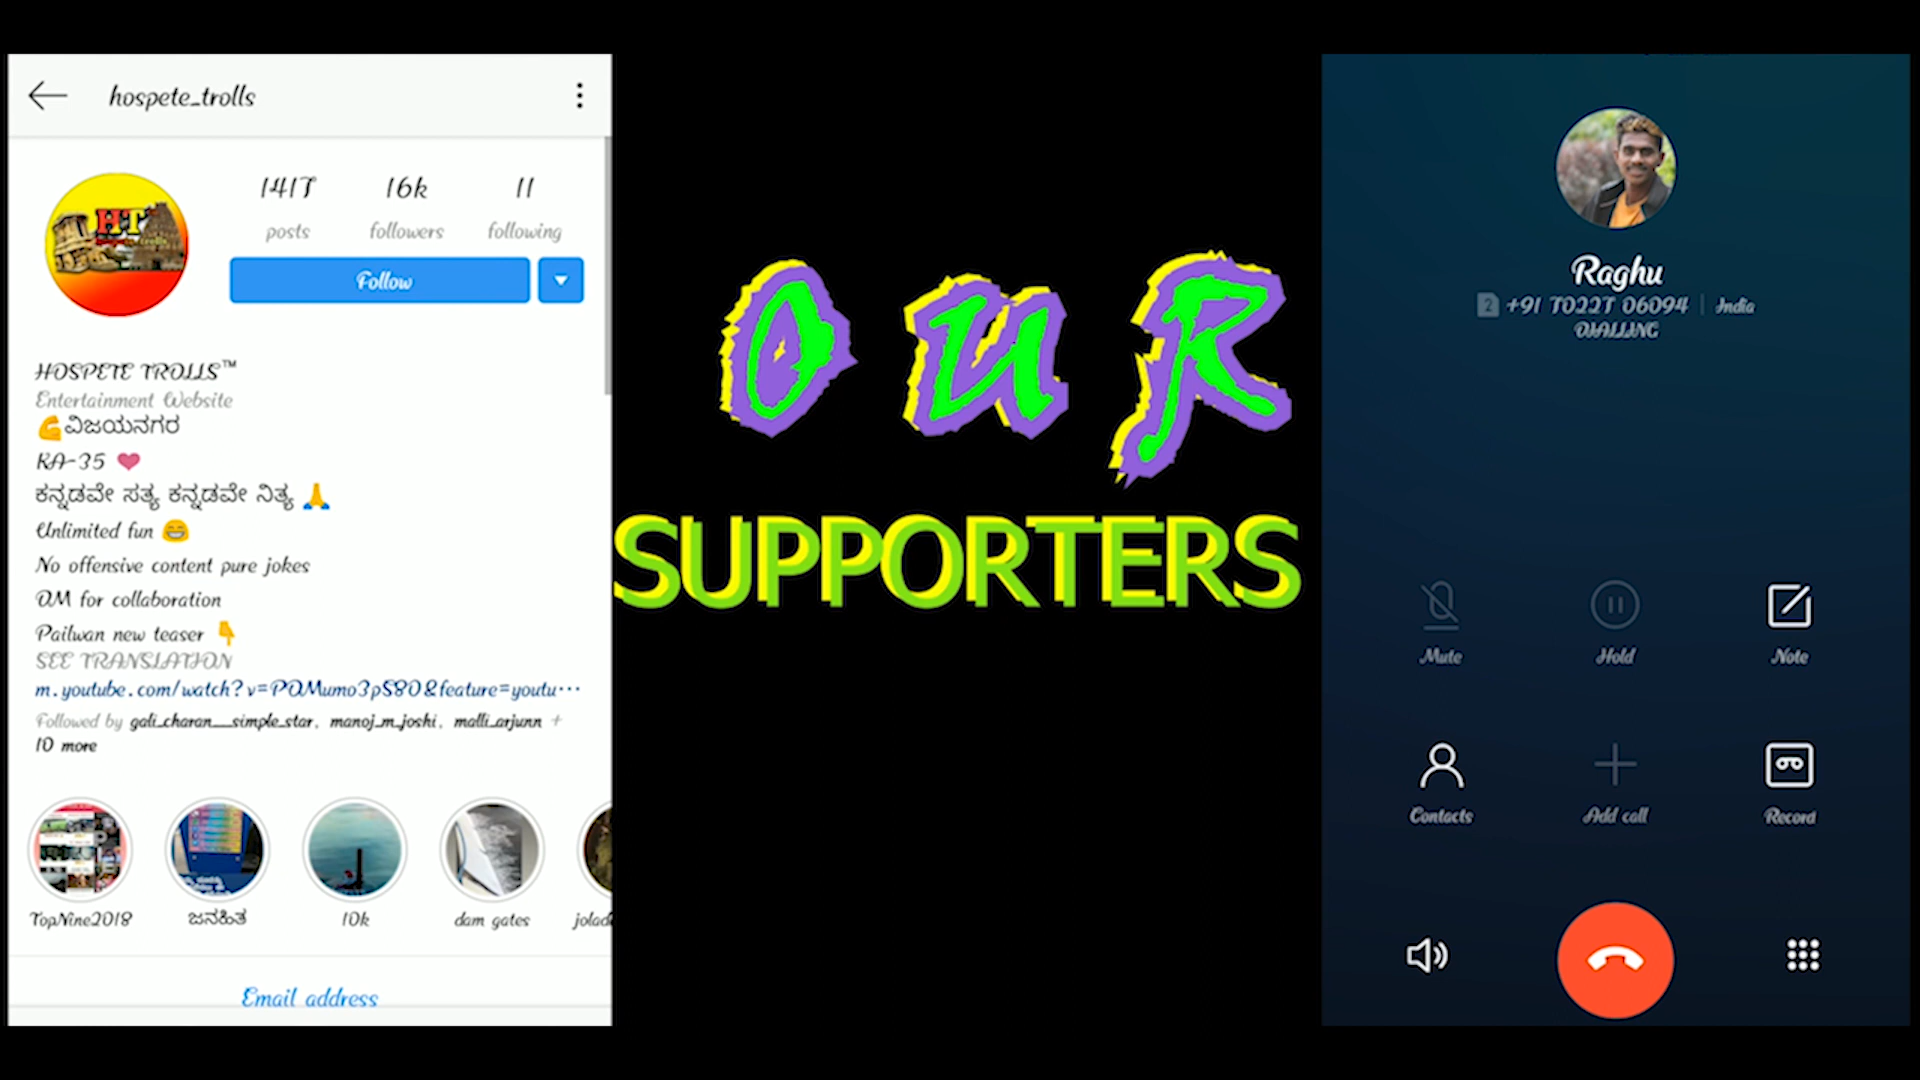 hospete_trolls
1417
16k
11
posts
followers
following
HT
Follow
HOSPETE TROLLS™
Entertainment Website
💪ವಿಜಯನಗರ
KA-35 ❤
ಕನ್ನಡವೇ ಸತ್ಯ ಕನ್ನಡವೇ ನಿತ್ಯ 🙏
Unlimited fun 😄
No offensive content pure jokes
DM for collaboration
Pailwan new teaser 👇
SEE TRANSLATION
m.youtube.com/watch?v=PDMumo3pS8O&feature=youtu...
Followed by gali_charan__simple_star, manoj_m_joshi, malli_arjunn +
10 more
TopNine2018
ಜನಹಿತ
10k
dam gates
Email address
OUR
SUPPORTERS
Raghu
2 +91 70227 06094 | India
DIALLING
Mute
Hold
Note
Contacts
Add call
Record